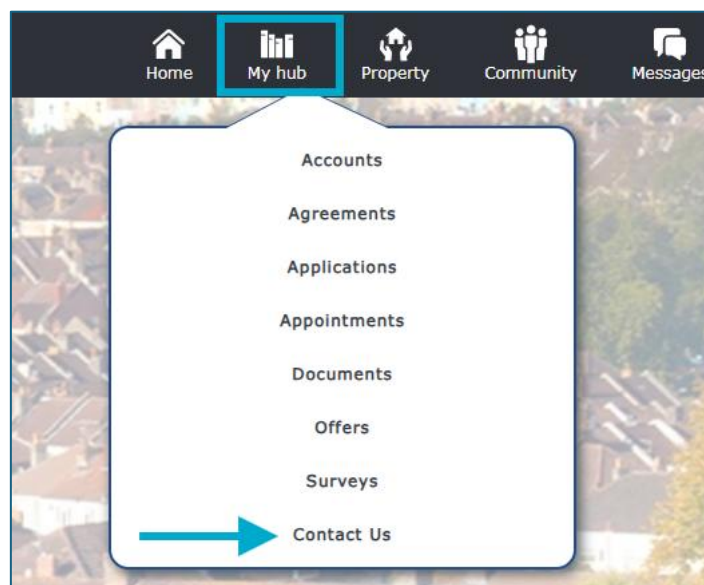 Home My hub Property Community Messages
Accounts
Agreements
Applications
Appointments
Documents
Offers
Surveys
Contact Us